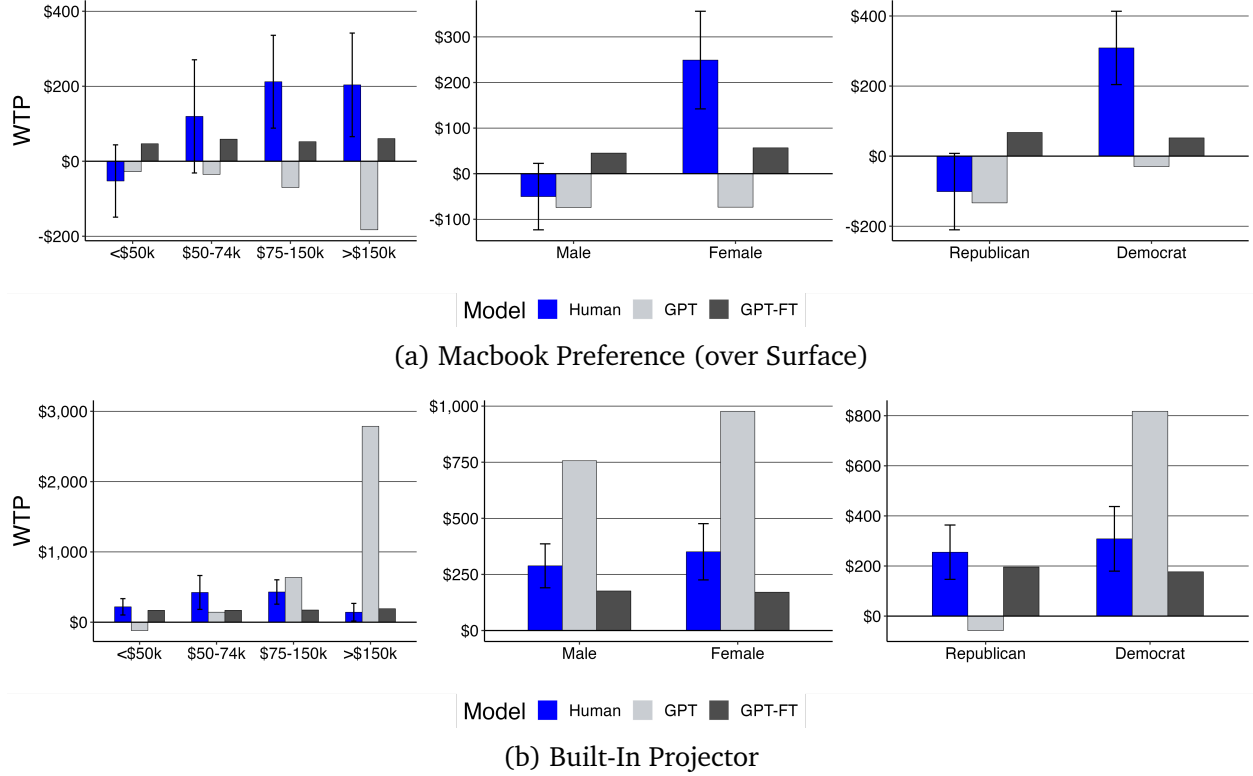 $400
$200
$0
-$200
WTP
<$50k $50-74k $75-150k >$150k
$300
$200
$100
$0
-$100
Male Female
$400
$200
$0
-$200
Republican Democrat
Model Human GPT GPT-FT
(a) Macbook Preference (over Surface)
$3,000
$2,000
$1,000
$0
WTP
<$50k $50-74k $75-150k >$150k
$1,000
$750
$500
$250
$0
Male Female
$800
$600
$400
$200
$0
Republican Democrat
Model Human GPT GPT-FT
(b) Built-In Projector